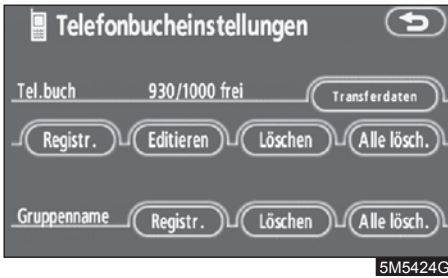 Telefonbucheinstellungen
Tel.buch 930/1000 frei Transferdaten
Registr. Editieren Löschen Alle lösch.
Gruppenname Registr. Löschen Alle lösch.
5M5424G